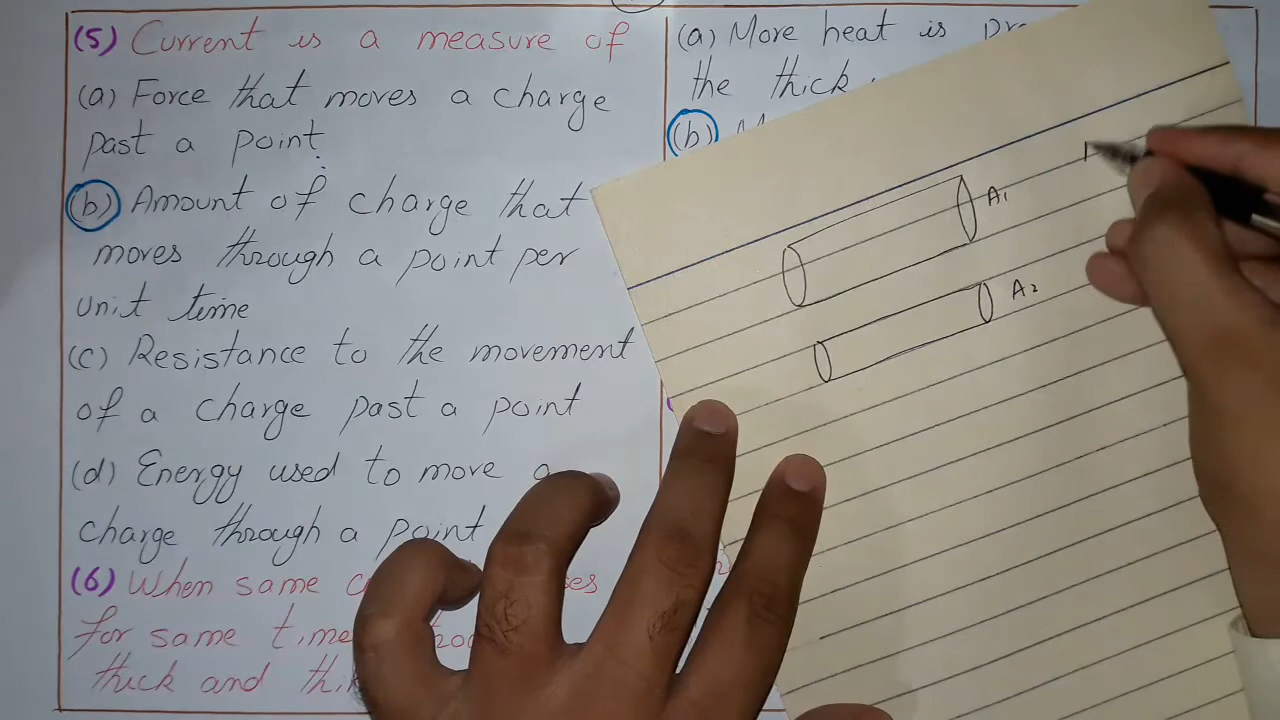 (5) Current is a measure of
(a) Force that moves a charge
past a point
(b) Amount of charge that
moves through a point per
unit time
(c) Resistance to the movement
of a charge past a point
(d) Energy used to move a
charge through a point
(6) When same
for same time
thick and
(a) More heat is
the thick
(b)
A₁
A₂